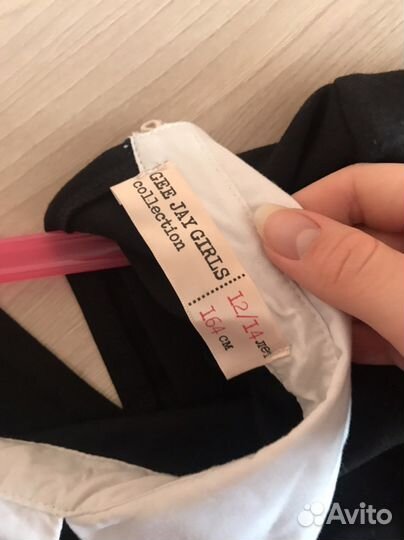 GEE JAY GIRLS
collection
12/14 лет
164 см
Avito